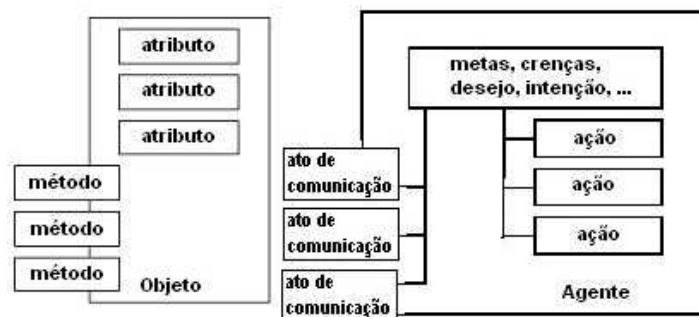 atributo
atributo
atributo
método
método
método
Objeto
metas, crenças,
desejo, intenção, ...
ato de
comunicação
ato de
comunicação
ato de
comunicação
ação
ação
ação
Agente